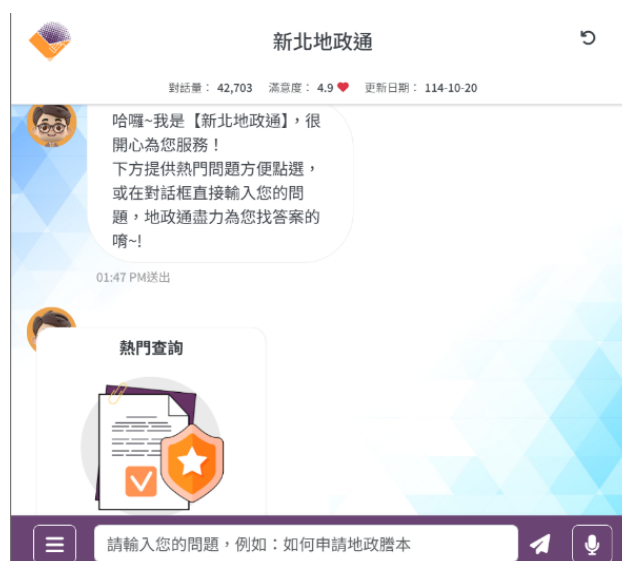 新北地政通
對話量： 42,703 滿意度： 4.9 更新日期： 114-10-20
哈囉~我是【新北地政通】，很
開心為您服務！
下方提供熱門問題方便點選，
或在對話框直接輸入您的問
題，地政通盡力為您找答案的
唷~!
01:47 PM送出
熱門查詢
請輸入您的問題，例如：如何申請地政謄本